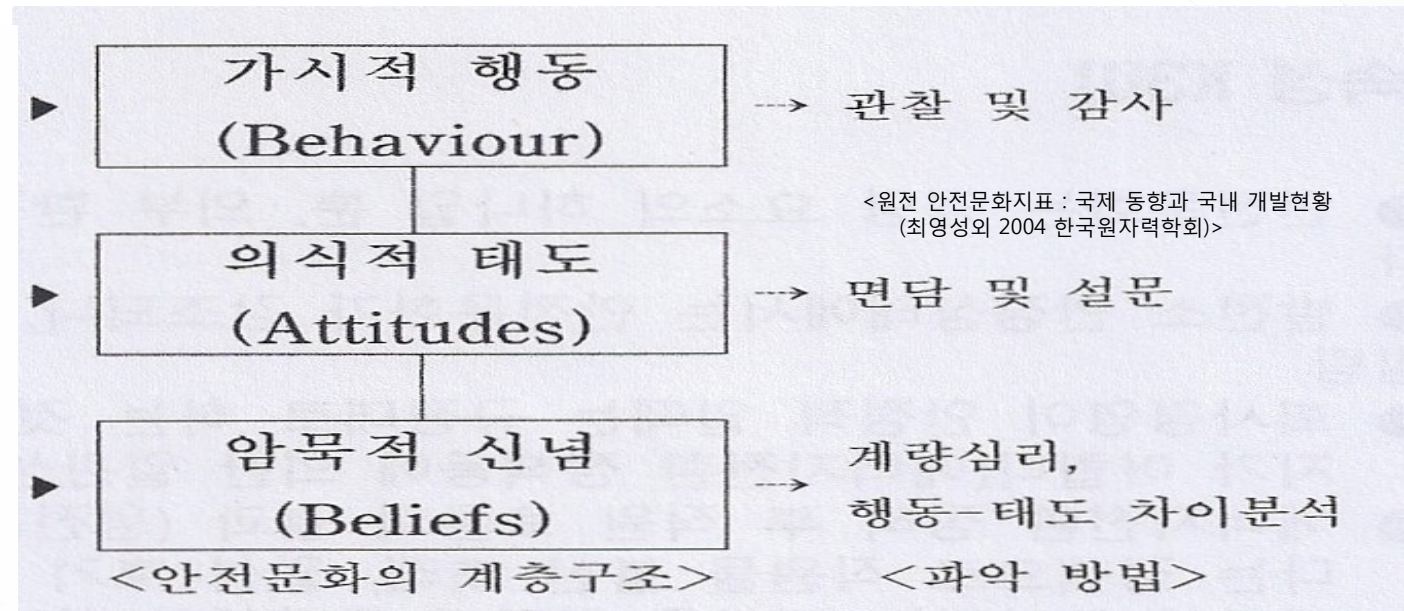 가시적 행동
(Behaviour)
관찰 및 감사
<원전 안전문화지표 : 국제 동향과 국내 개발현황
(최영성외 2004 한국원자력학회)>
의식적 태도
(Attitudes)
면담 및 설문
암묵적 신념
(Beliefs)
계량심리,
행동-태도 차이분석
<안전문화의 계층구조>
<파악 방법>